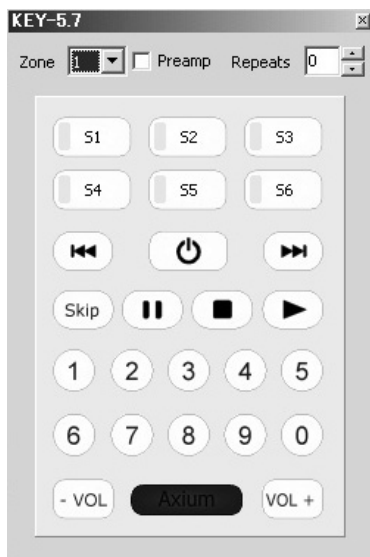 KEY-5.7
Zone 1 Preamp Repeats 0
S1 S2 S3
S4 S5 S6
Skip
1 2 3 4 5
6 7 8 9 0
- VOL Axium VOL +